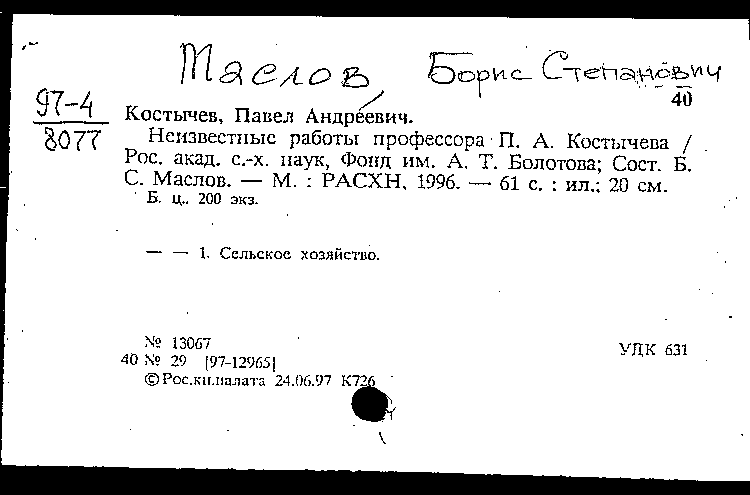 Маслов Борис Степанович
97-4
8077
40
Костычев, Павел Андреевич.
Неизвестные работы профессора П. А. Костычева /
Рос. акад. с.-х. наук, Фонд им. А. Т. Болотова; Сост. Б.
С. Маслов. — М. : РАСХН, 1996. — 61 с. : ил.; 20 см.
Б. ц., 200 экз.
— — 1. Сельское хозяйство.
№ 13067
УДК 631
40 № 29 [97-12965]
© Рос.кн.палата 24.06.97 К726